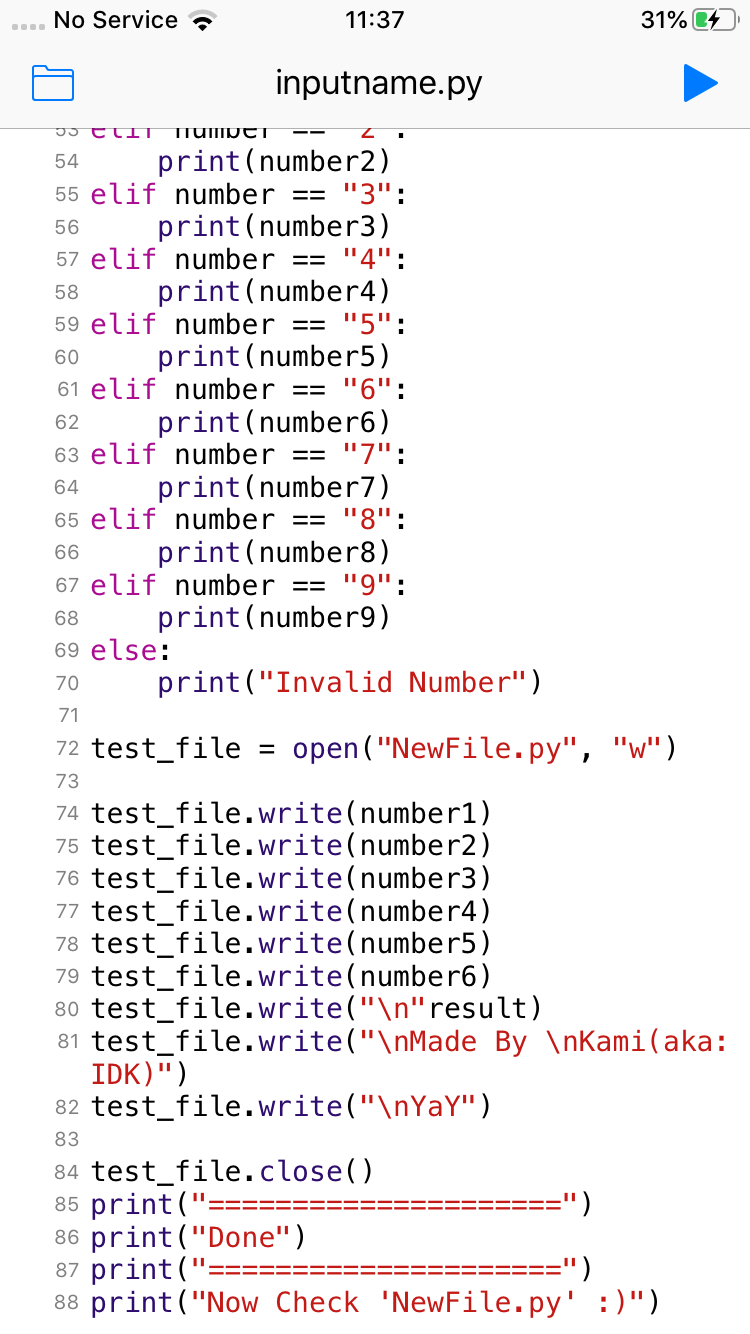 No Service 11:37 31%
inputname.py
53 elif number == "2":
54 print(number2)
55 elif number == "3":
56 print(number3)
57 elif number == "4":
58 print(number4)
59 elif number == "5":
60 print(number5)
61 elif number == "6":
62 print(number6)
63 elif number == "7":
64 print(number7)
65 elif number == "8":
66 print(number8)
67 elif number == "9":
68 print(number9)
69 else:
70 print("Invalid Number")
71
72 test_file = open("NewFile.py", "w")
73
74 test_file.write(number1)
75 test_file.write(number2)
76 test_file.write(number3)
77 test_file.write(number4)
78 test_file.write(number5)
79 test_file.write(number6)
80 test_file.write("\n"result)
81 test_file.write("\nMade By \nKami(aka:
IDK)")
82 test_file.write("\nYaY")
83
84 test_file.close()
85 print("=====================")
86 print("Done")
87 print("=====================")
88 print("Now Check 'NewFile.py' :)")